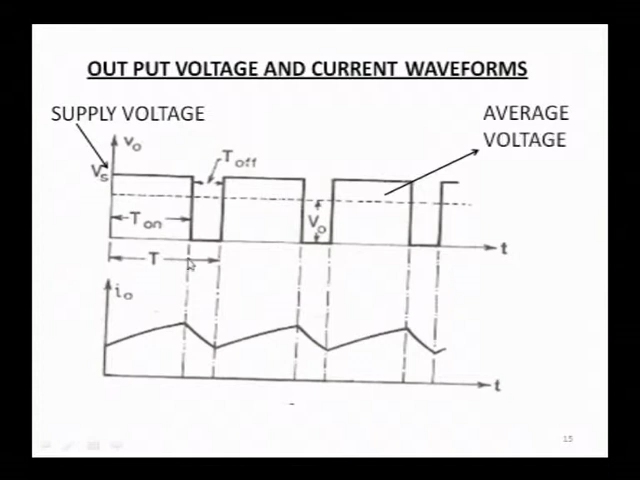 OUT PUT VOLTAGE AND CURRENT WAVEFORMS
SUPPLY VOLTAGE
AVERAGE
VOLTAGE
vo
Toff
Vs
Ton
Vo
t
T
io
t
15